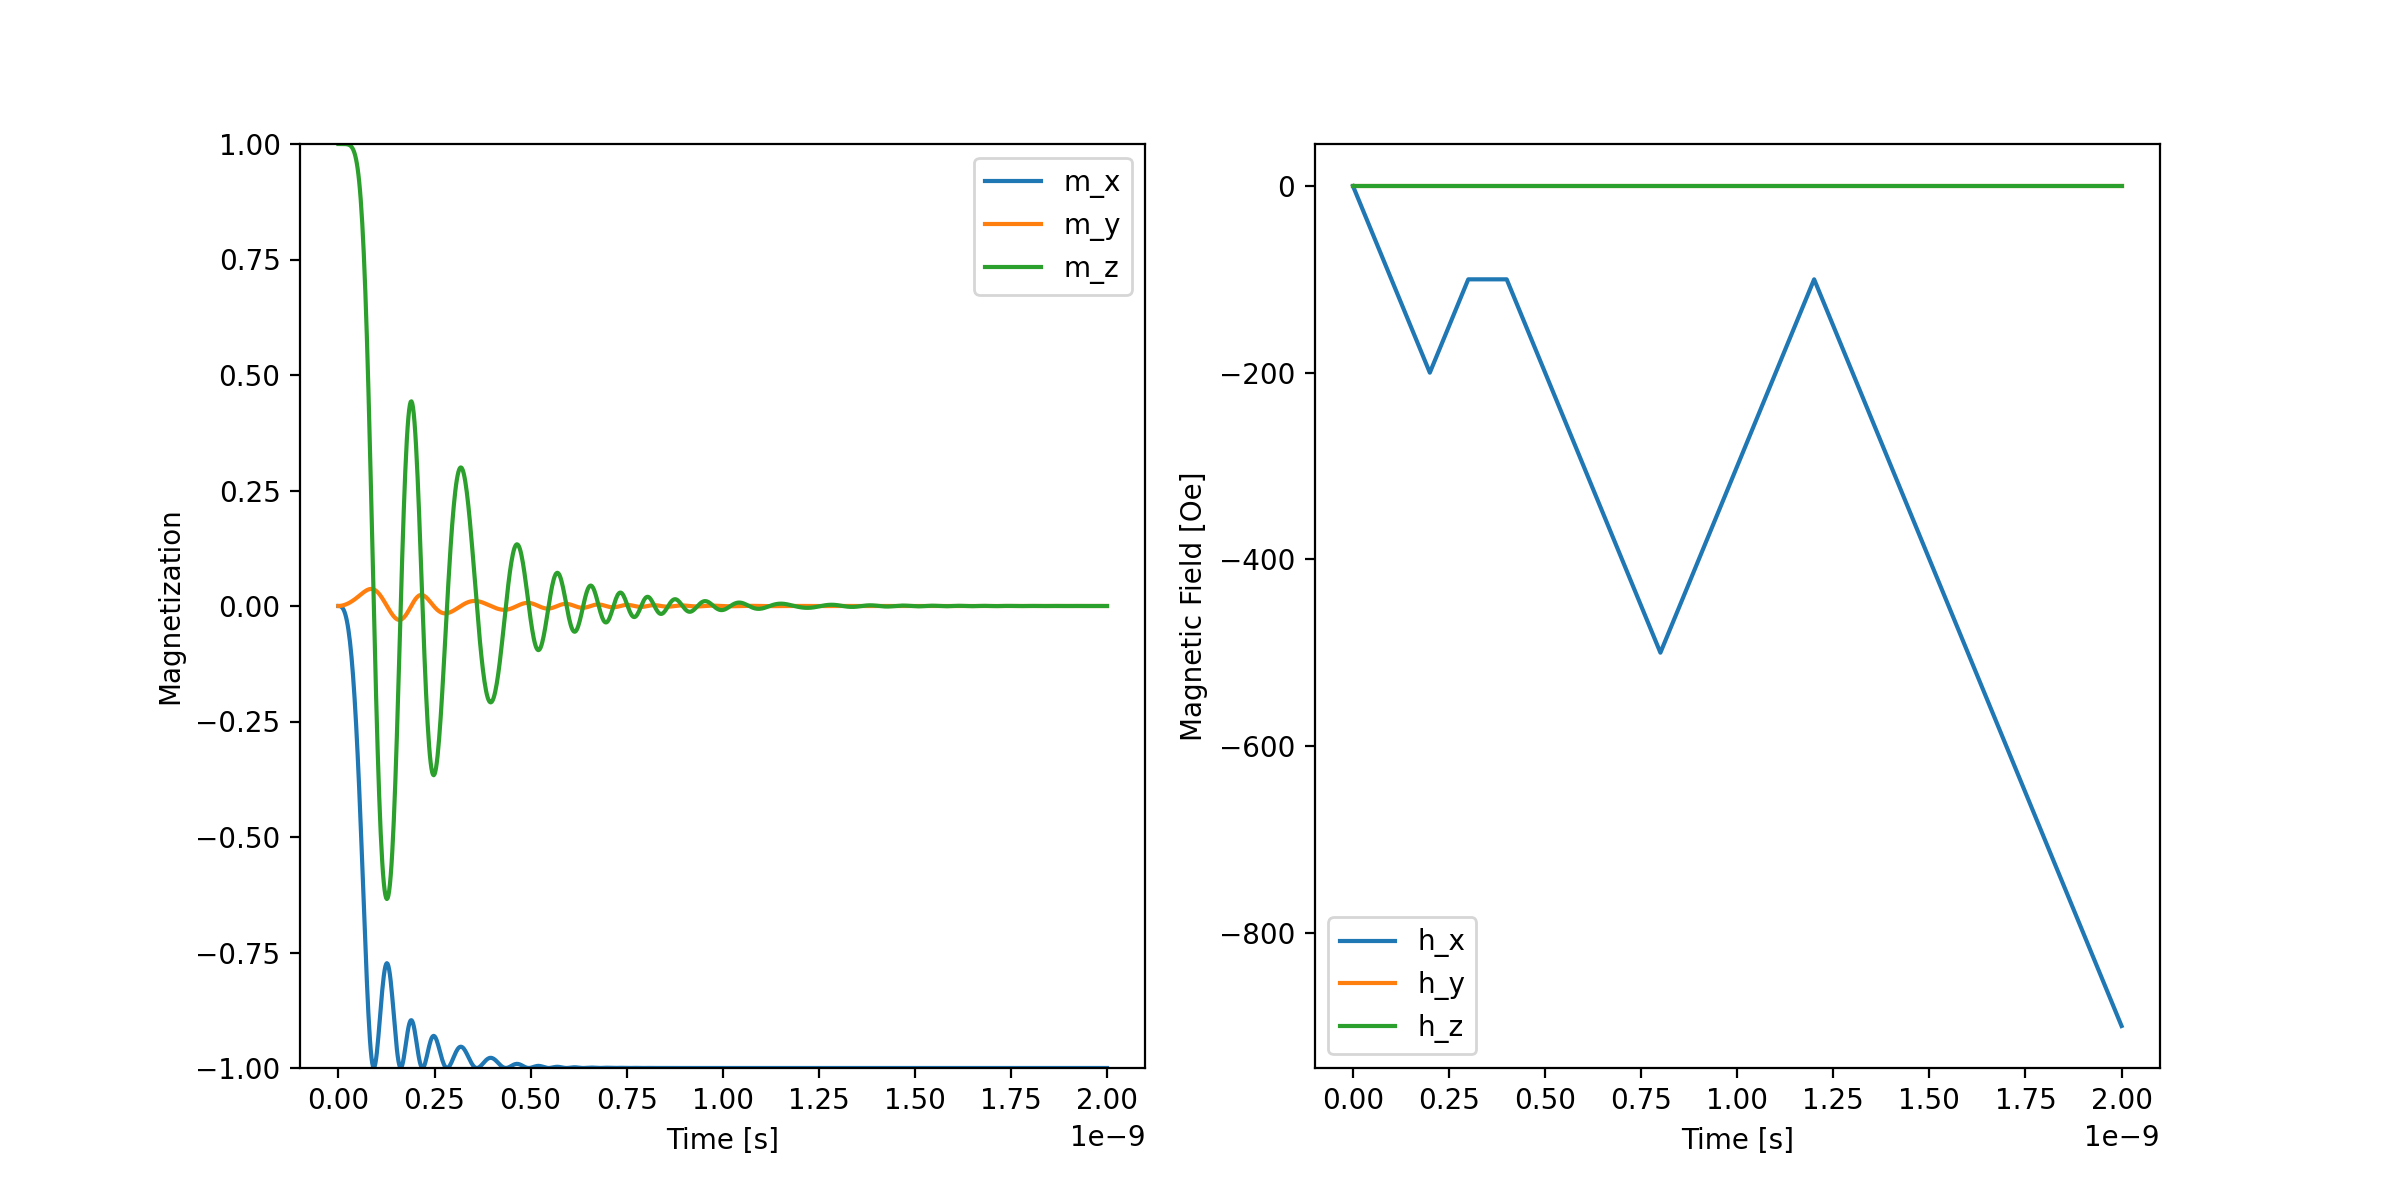 1.00
0.75
0.50
0.25
0.00
−0.25
−0.50
−0.75
−1.00
Magnetization
m_x
m_y
m_z
0.00 0.25 0.50 0.75 1.00 1.25 1.50 1.75 2.00
Time [s]
1e−9
0
−200
−400
−600
−800
Magnetic Field [Oe]
h_x
h_y
h_z
0.00 0.25 0.50 0.75 1.00 1.25 1.50 1.75 2.00
Time [s]
1e−9